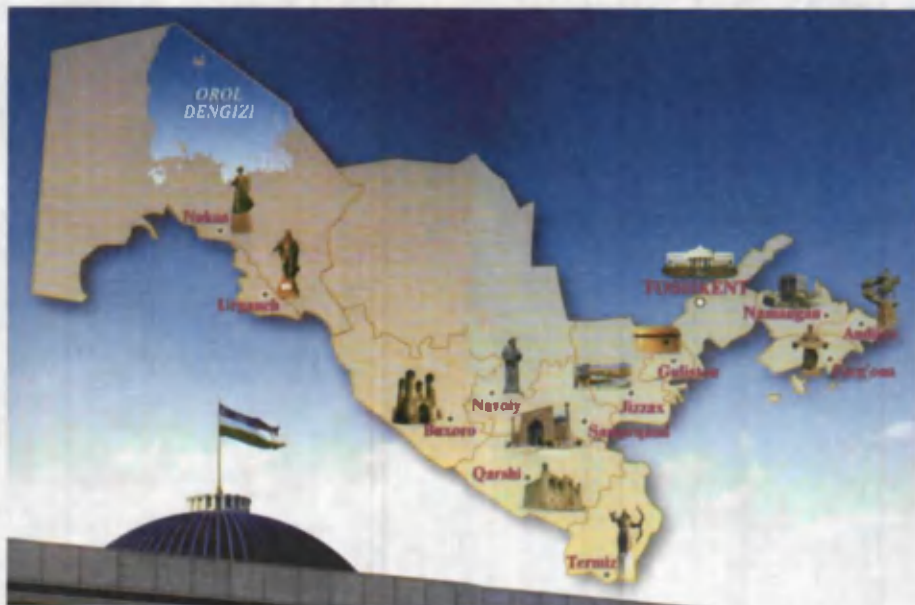 OROL
DENGIZI
Nukus
Urganch
TOSHKENT
Namangan
Andijon
Farg'ona
Guliston
Navoiy
Jizzax
Buxoro
Samarqand
Qarshi
Termiz